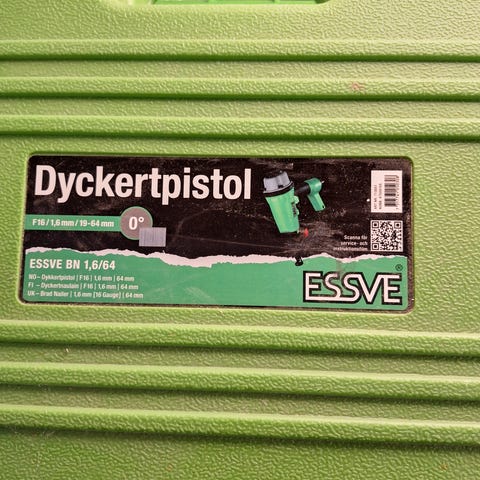 Dyckertpistol
F16 / 1,6 mm / 19-64 mm
0°
Scanna för
service- och
instruktionsfilm.
ESSVE BN 1,6/64
NO – Dykkertpistol | F16 | 1,6 mm | 64 mm
FI – Dyckertnaulain | F16 | 1,6 mm | 64 mm
UK – Brad Nailer | 1,6 mm [16 Gauge] | 64 mm
ESSVE®